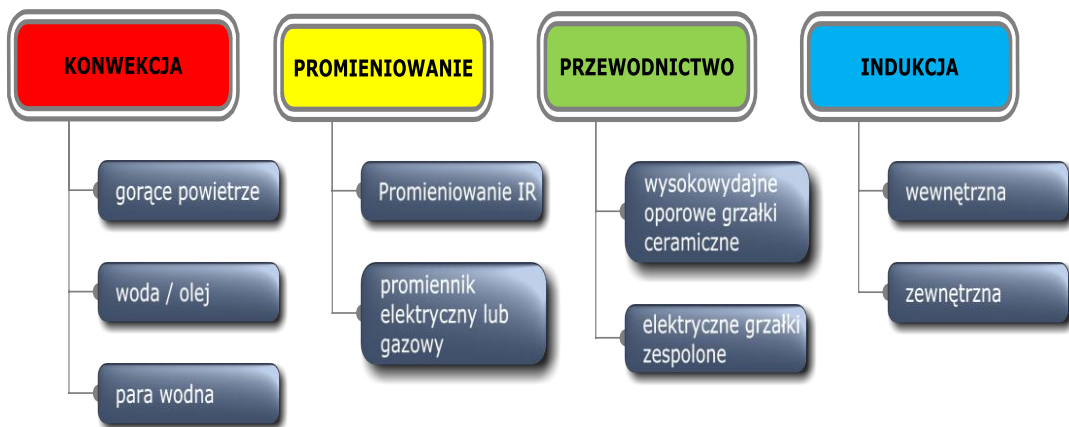 KONWEKCJA
gorące powietrze
woda / olej
para wodna
PROMIENIOWANIE
Promieniowanie IR
promiennik
elektryczny lub
gazowy
PRZEWODNICTWO
wysokowydajne
oporowe grzałki
ceramiczne
elektryczne grzałki
zespolone
INDUKCJA
wewnętrzna
zewnętrzna